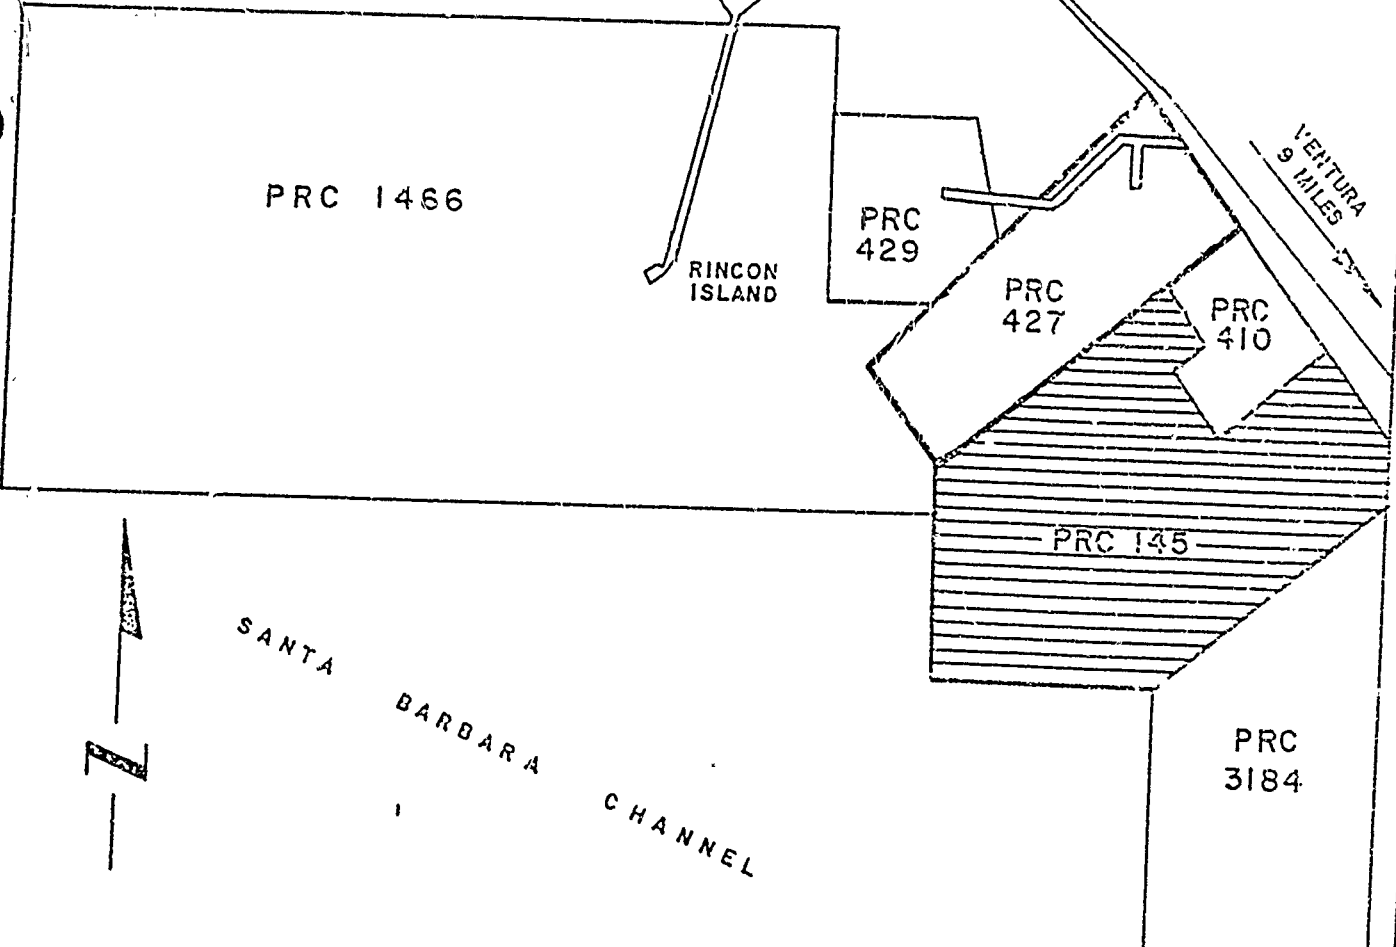 VENTURA
9 MILES
PRC 1466
PRC
429
RINCON
ISLAND
PRC
427
PRC
410
PRC 145
SANTA BARBARA CHANNEL
N
PRC
3184